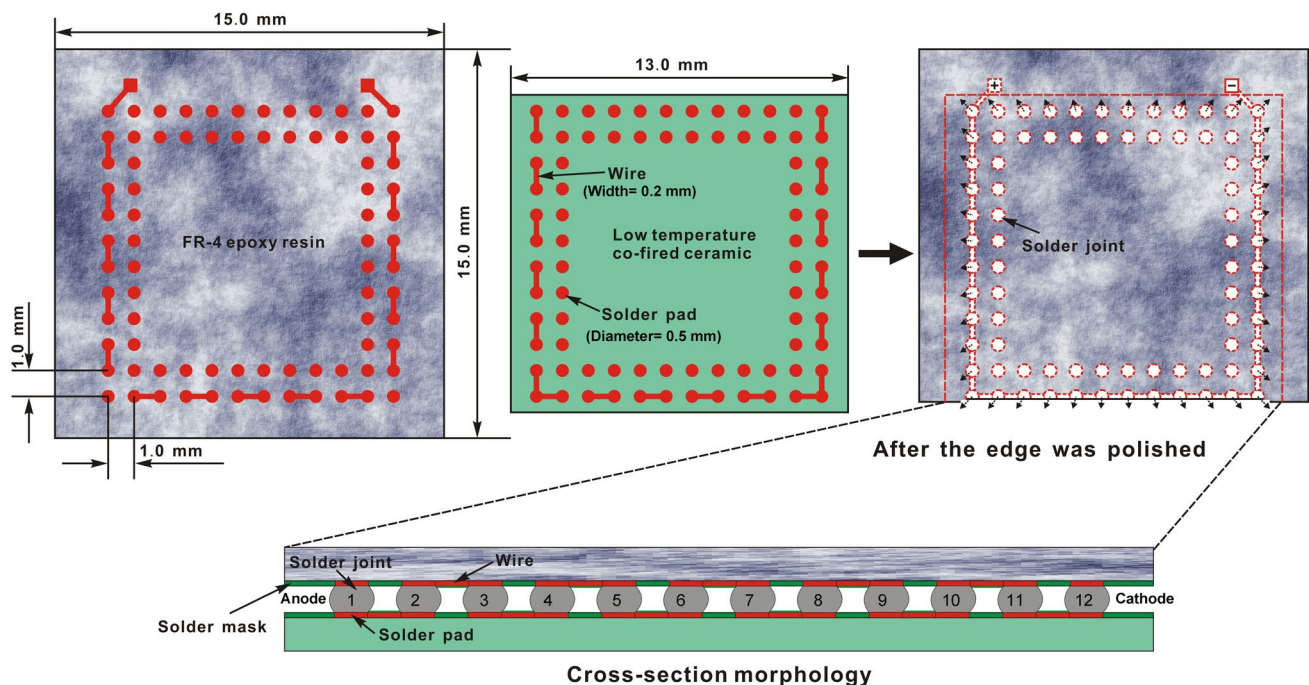 15.0 mm
13.0 mm
15.0 mm
FR-4 epoxy resin
1.0 mm
1.0 mm
Wire
(Width= 0.2 mm)
Low temperature
co-fired ceramic
Solder pad
(Diameter= 0.5 mm)
+
−
Solder joint
After the edge was polished
Solder joint
Wire
Anode
1 2 3 4 5 6 7 8 9 10 11 12
Cathode
Solder mask
Solder pad
Cross-section morphology